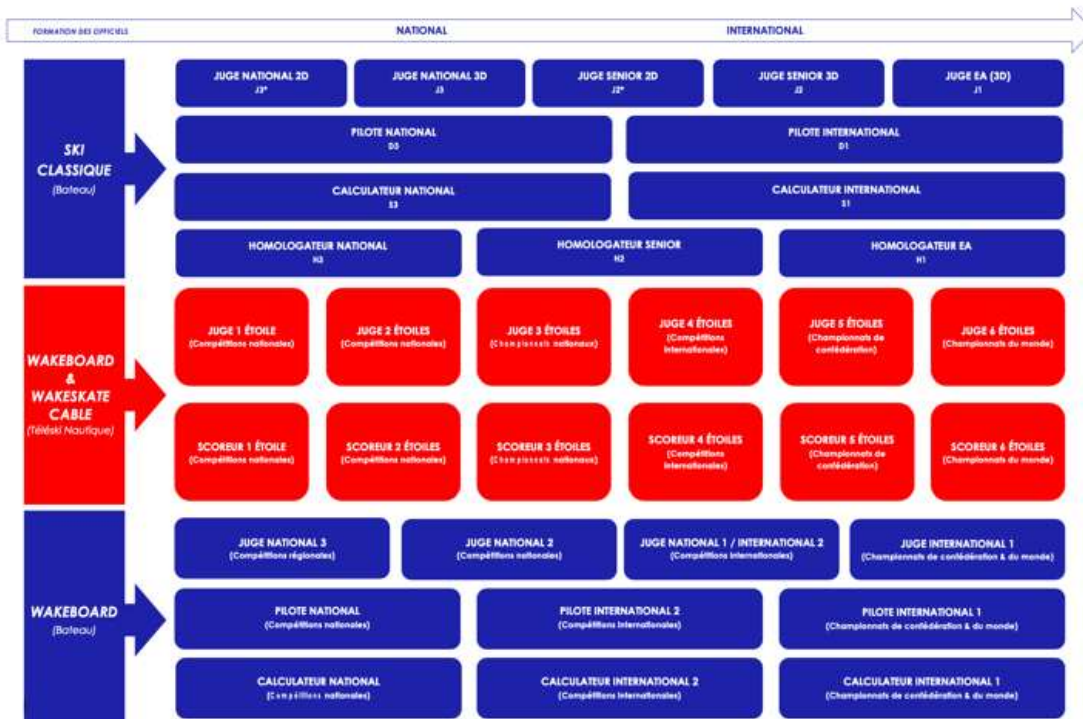 FORMATION DES OFFICIELS
NATIONAL
INTERNATIONAL
SKI
CLASSIQUE
(Bateau)
JUGE NATIONAL 2D
J3*
JUGE NATIONAL 3D
J3
JUGE SENIOR 2D
J2*
JUGE SENIOR 3D
J2
JUGE EA (3D)
J1
PILOTE NATIONAL
D3
PILOTE INTERNATIONAL
D1
CALCULATEUR NATIONAL
S3
CALCULATEUR INTERNATIONAL
S1
HOMOLOGATEUR NATIONAL
H3
HOMOLOGATEUR SENIOR
H2
HOMOLOGATEUR EA
H1
WAKEBOARD
&
WAKESKATE
CABLE
(Téléski Nautique)
JUGE 1 ÉTOILE
(Compétitions nationales)
JUGE 2 ÉTOILES
(Compétitions nationales)
JUGE 3 ÉTOILES
(Championnats nationaux)
JUGE 4 ÉTOILES
(Compétitions
Internationales)
JUGE 5 ÉTOILES
(Championnats de
confédération)
JUGE 6 ÉTOILES
(Championnats du monde)
SCOREUR 1 ÉTOILE
(Compétitions nationales)
SCOREUR 2 ÉTOILES
(Compétitions nationales)
SCOREUR 3 ÉTOILES
(Championnats nationaux)
SCOREUR 4 ÉTOILES
(Compétitions
Internationales)
SCOREUR 5 ÉTOILES
(Championnats de
confédération)
SCOREUR 6 ÉTOILES
(Championnats du monde)
WAKEBOARD
(Bateau)
JUGE NATIONAL 3
(Compétitions régionales)
JUGE NATIONAL 2
(Compétitions nationales)
JUGE NATIONAL 1 / INTERNATIONAL 2
(Compétitions Internationales)
JUGE INTERNATIONAL 1
(Championnats de confédération & du monde)
PILOTE NATIONAL
(Compétitions nationales)
PILOTE INTERNATIONAL 2
(Compétitions Internationales)
PILOTE INTERNATIONAL 1
(Championnats de confédération & du monde)
CALCULATEUR NATIONAL
(Compétitions nationales)
CALCULATEUR INTERNATIONAL 2
(Compétitions Internationales)
CALCULATEUR INTERNATIONAL 1
(Championnats de confédération & du monde)